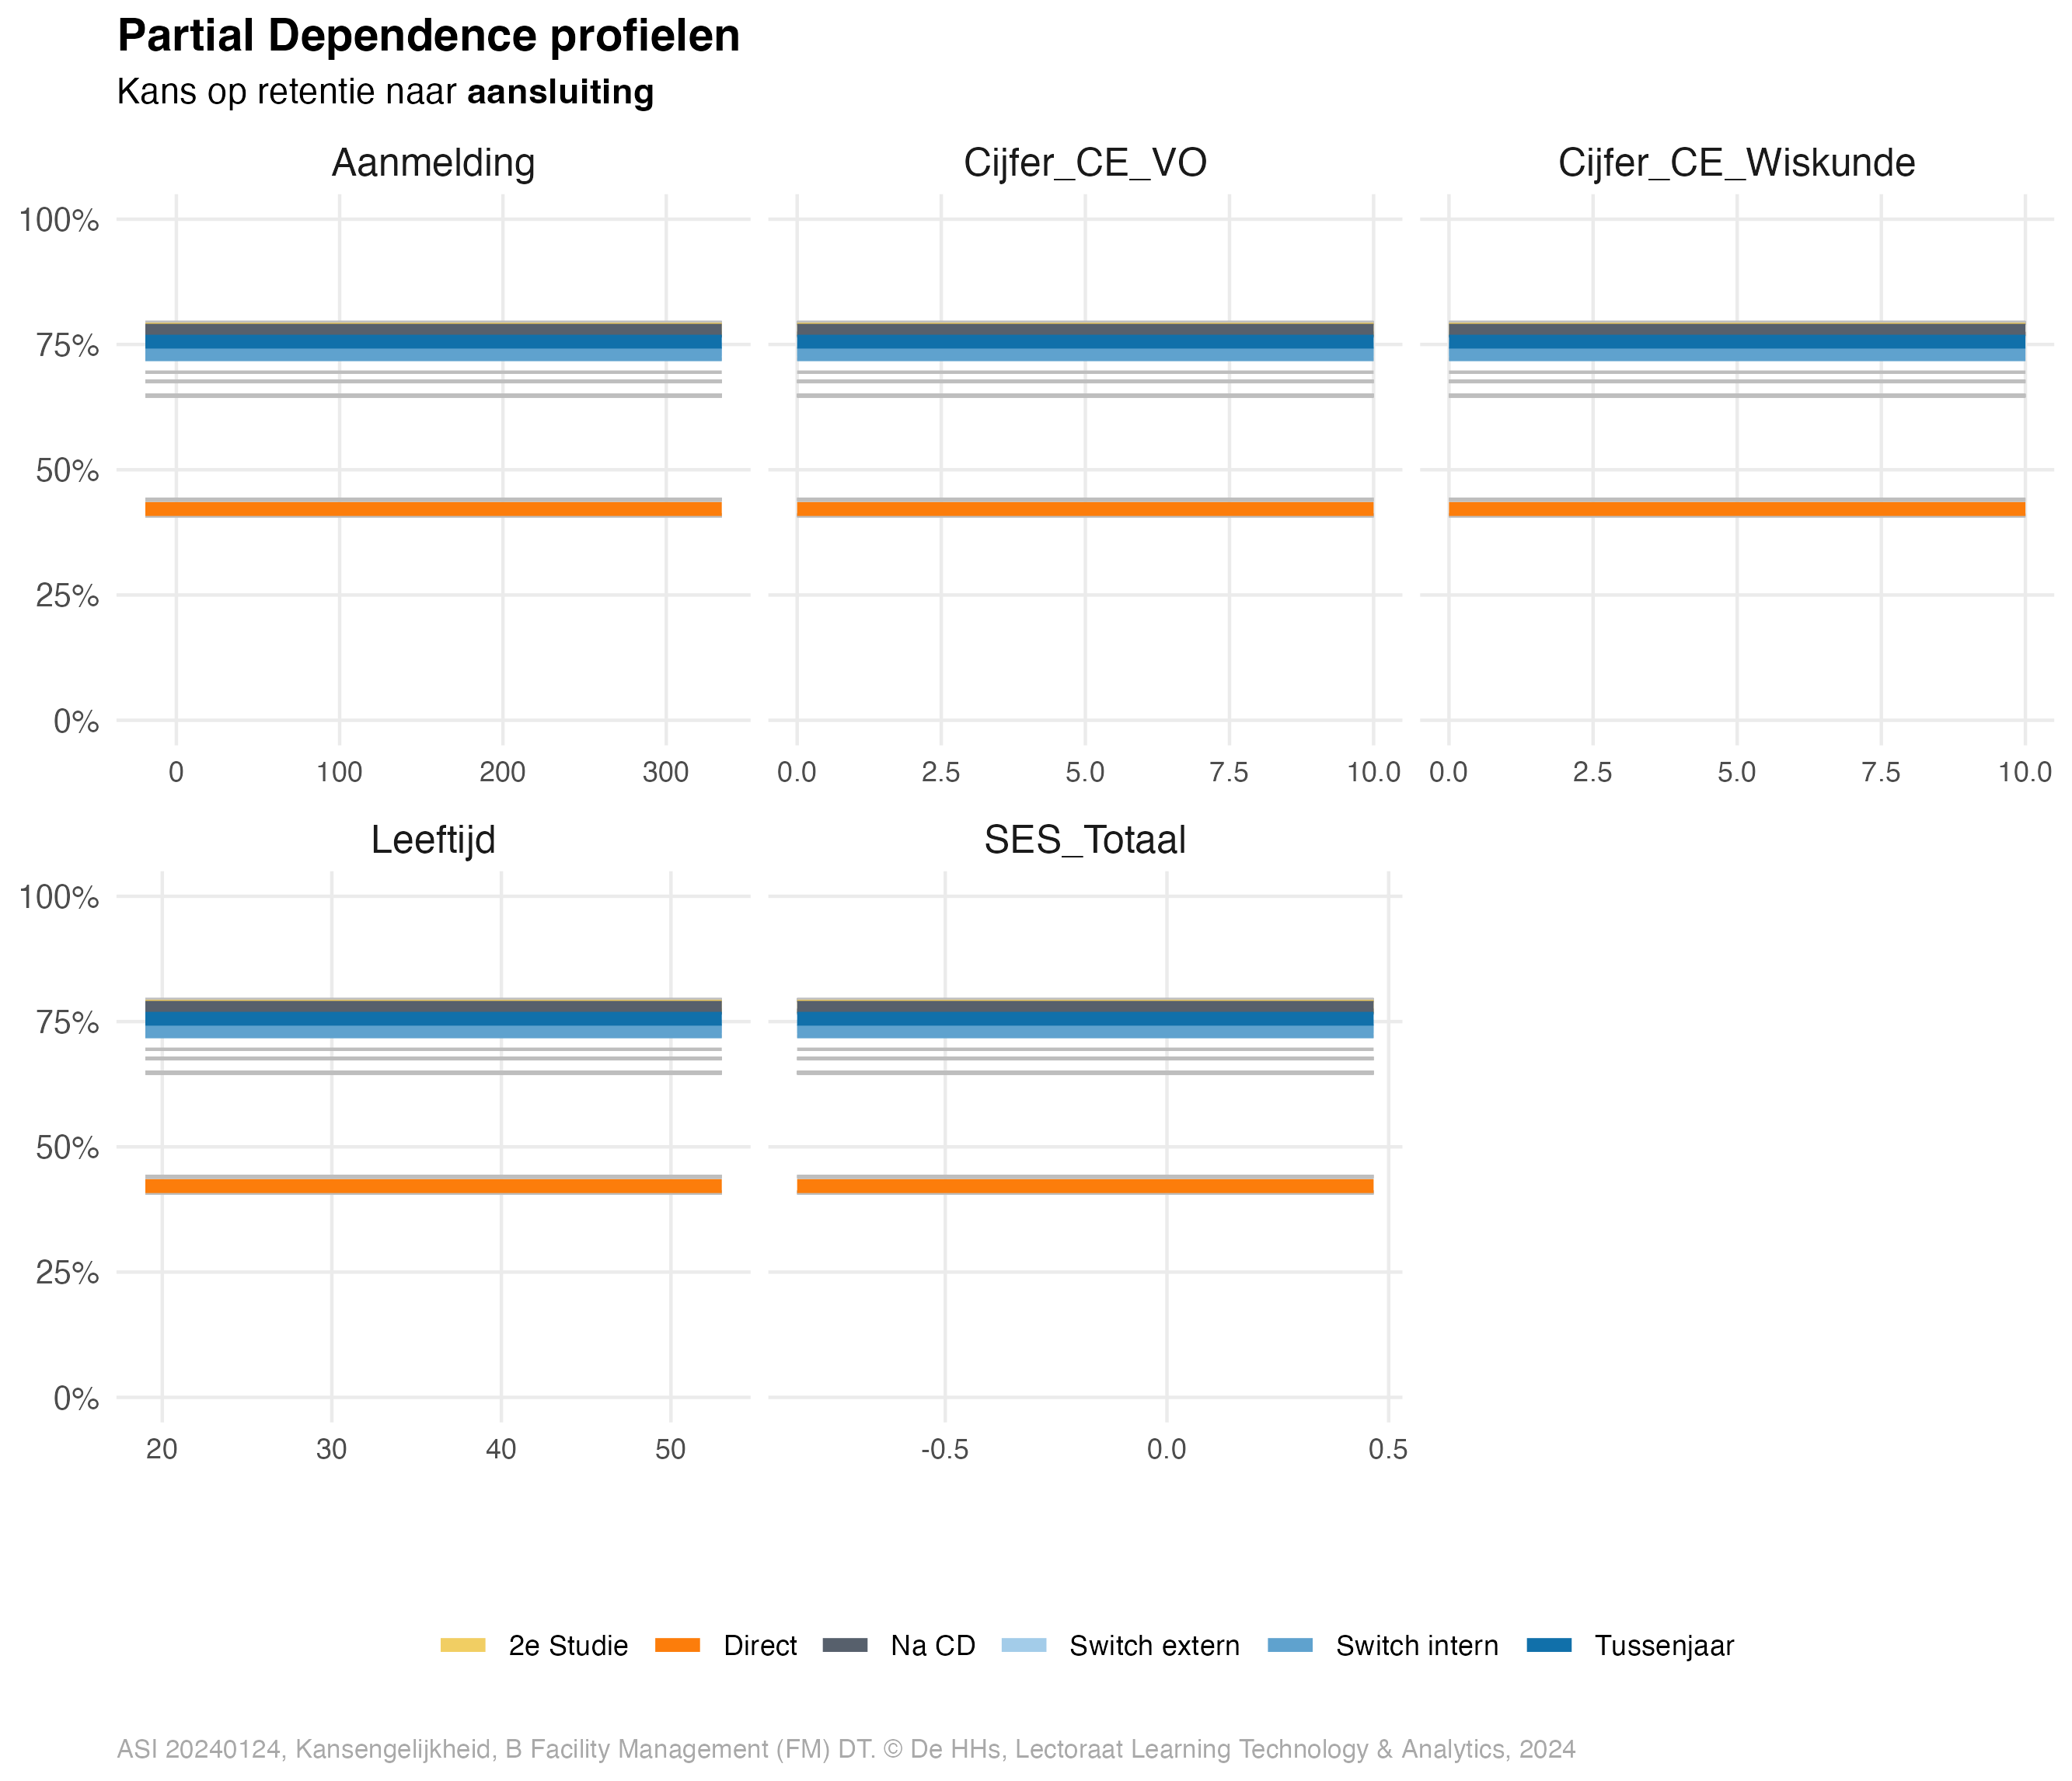 Partial Dependence profielen
Kans op retentie naar aansluiting
Aanmelding Cijfer_CE_VO Cijfer_CE_Wiskunde
100%
75%
50%
25%
0%
0 100 200 300 0.0 2.5 5.0 7.5 10.0 0.0 2.5 5.0 7.5 10.0
Leeftijd SES_Totaal
100%
75%
50%
25%
0%
20 30 40 50 -0.5 0.0 0.5
2e Studie Direct Na CD Switch extern Switch intern Tussenjaar
ASI 20240124, Kansengelijkheid, B Facility Management (FM) DT. © De HHs, Lectoraat Learning Technology & Analytics, 2024